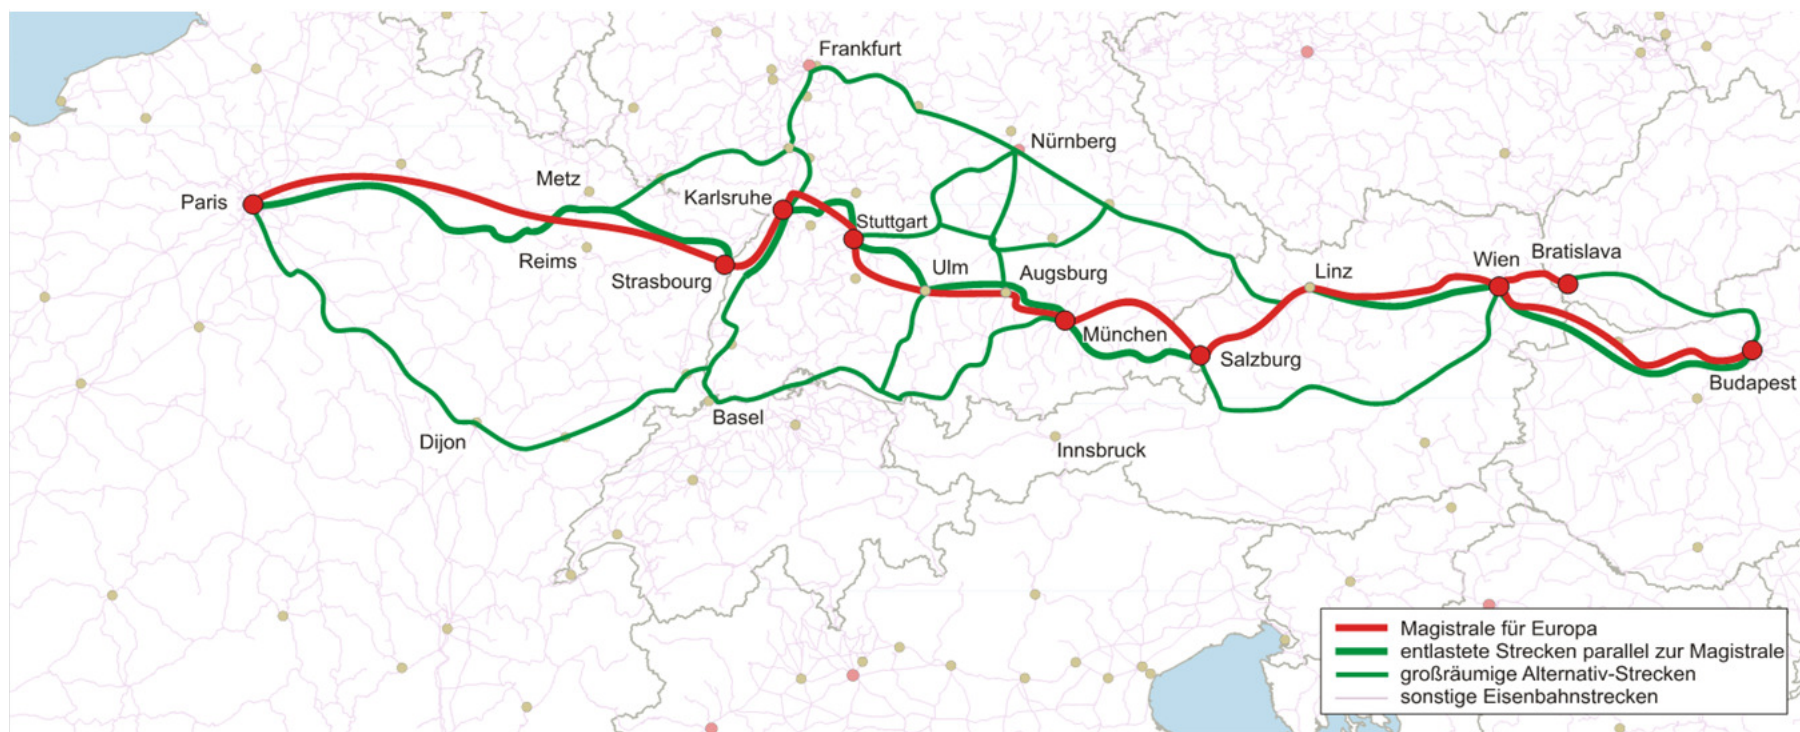 Frankfurt
Nürnberg
Metz
Paris
Karlsruhe
Stuttgart
Reims
Strasbourg
Ulm
Augsburg
Linz
Wien
Bratislava
München
Salzburg
Budapest
Basel
Dijon
Innsbruck
Magistrale für Europa
entlastete Strecken parallel zur Magistrale
großräumige Alternativ-Strecken
sonstige Eisenbahnstrecken